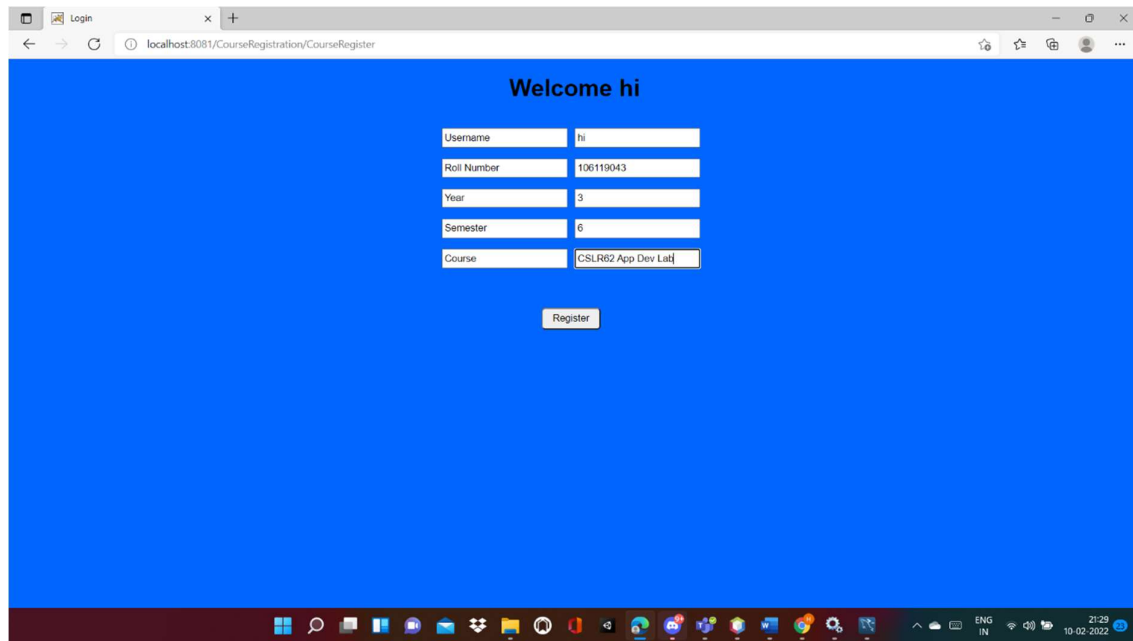 Login
localhost:8081/CourseRegistration/CourseRegister
Welcome hi
Username hi
Roll Number 106119043
Year 3
Semester 6
Course CSLR62 App Dev Lab
Register
ENG
IN
21:29
10-02-2022